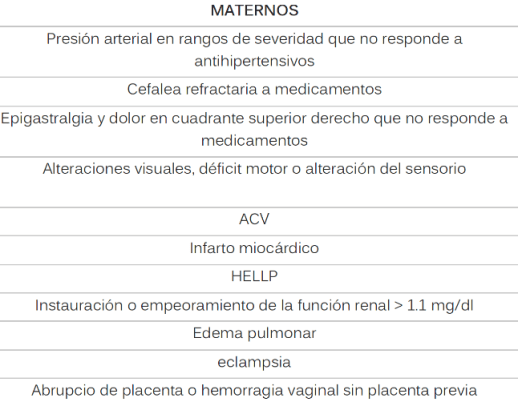 MATERNOS
Presión arterial en rangos de severidad que no responde a
antihipertensivos
Cefalea refractaria a medicamentos
Epigastralgia y dolor en cuadrante superior derecho que no responde a
medicamentos
Alteraciones visuales, déficit motor o alteración del sensorio
ACV
Infarto miocárdico
HELLP
Instauración o empeoramiento de la función renal > 1.1 mg/dl
Edema pulmonar
eclampsia
Abrupcio de placenta o hemorragia vaginal sin placenta previa